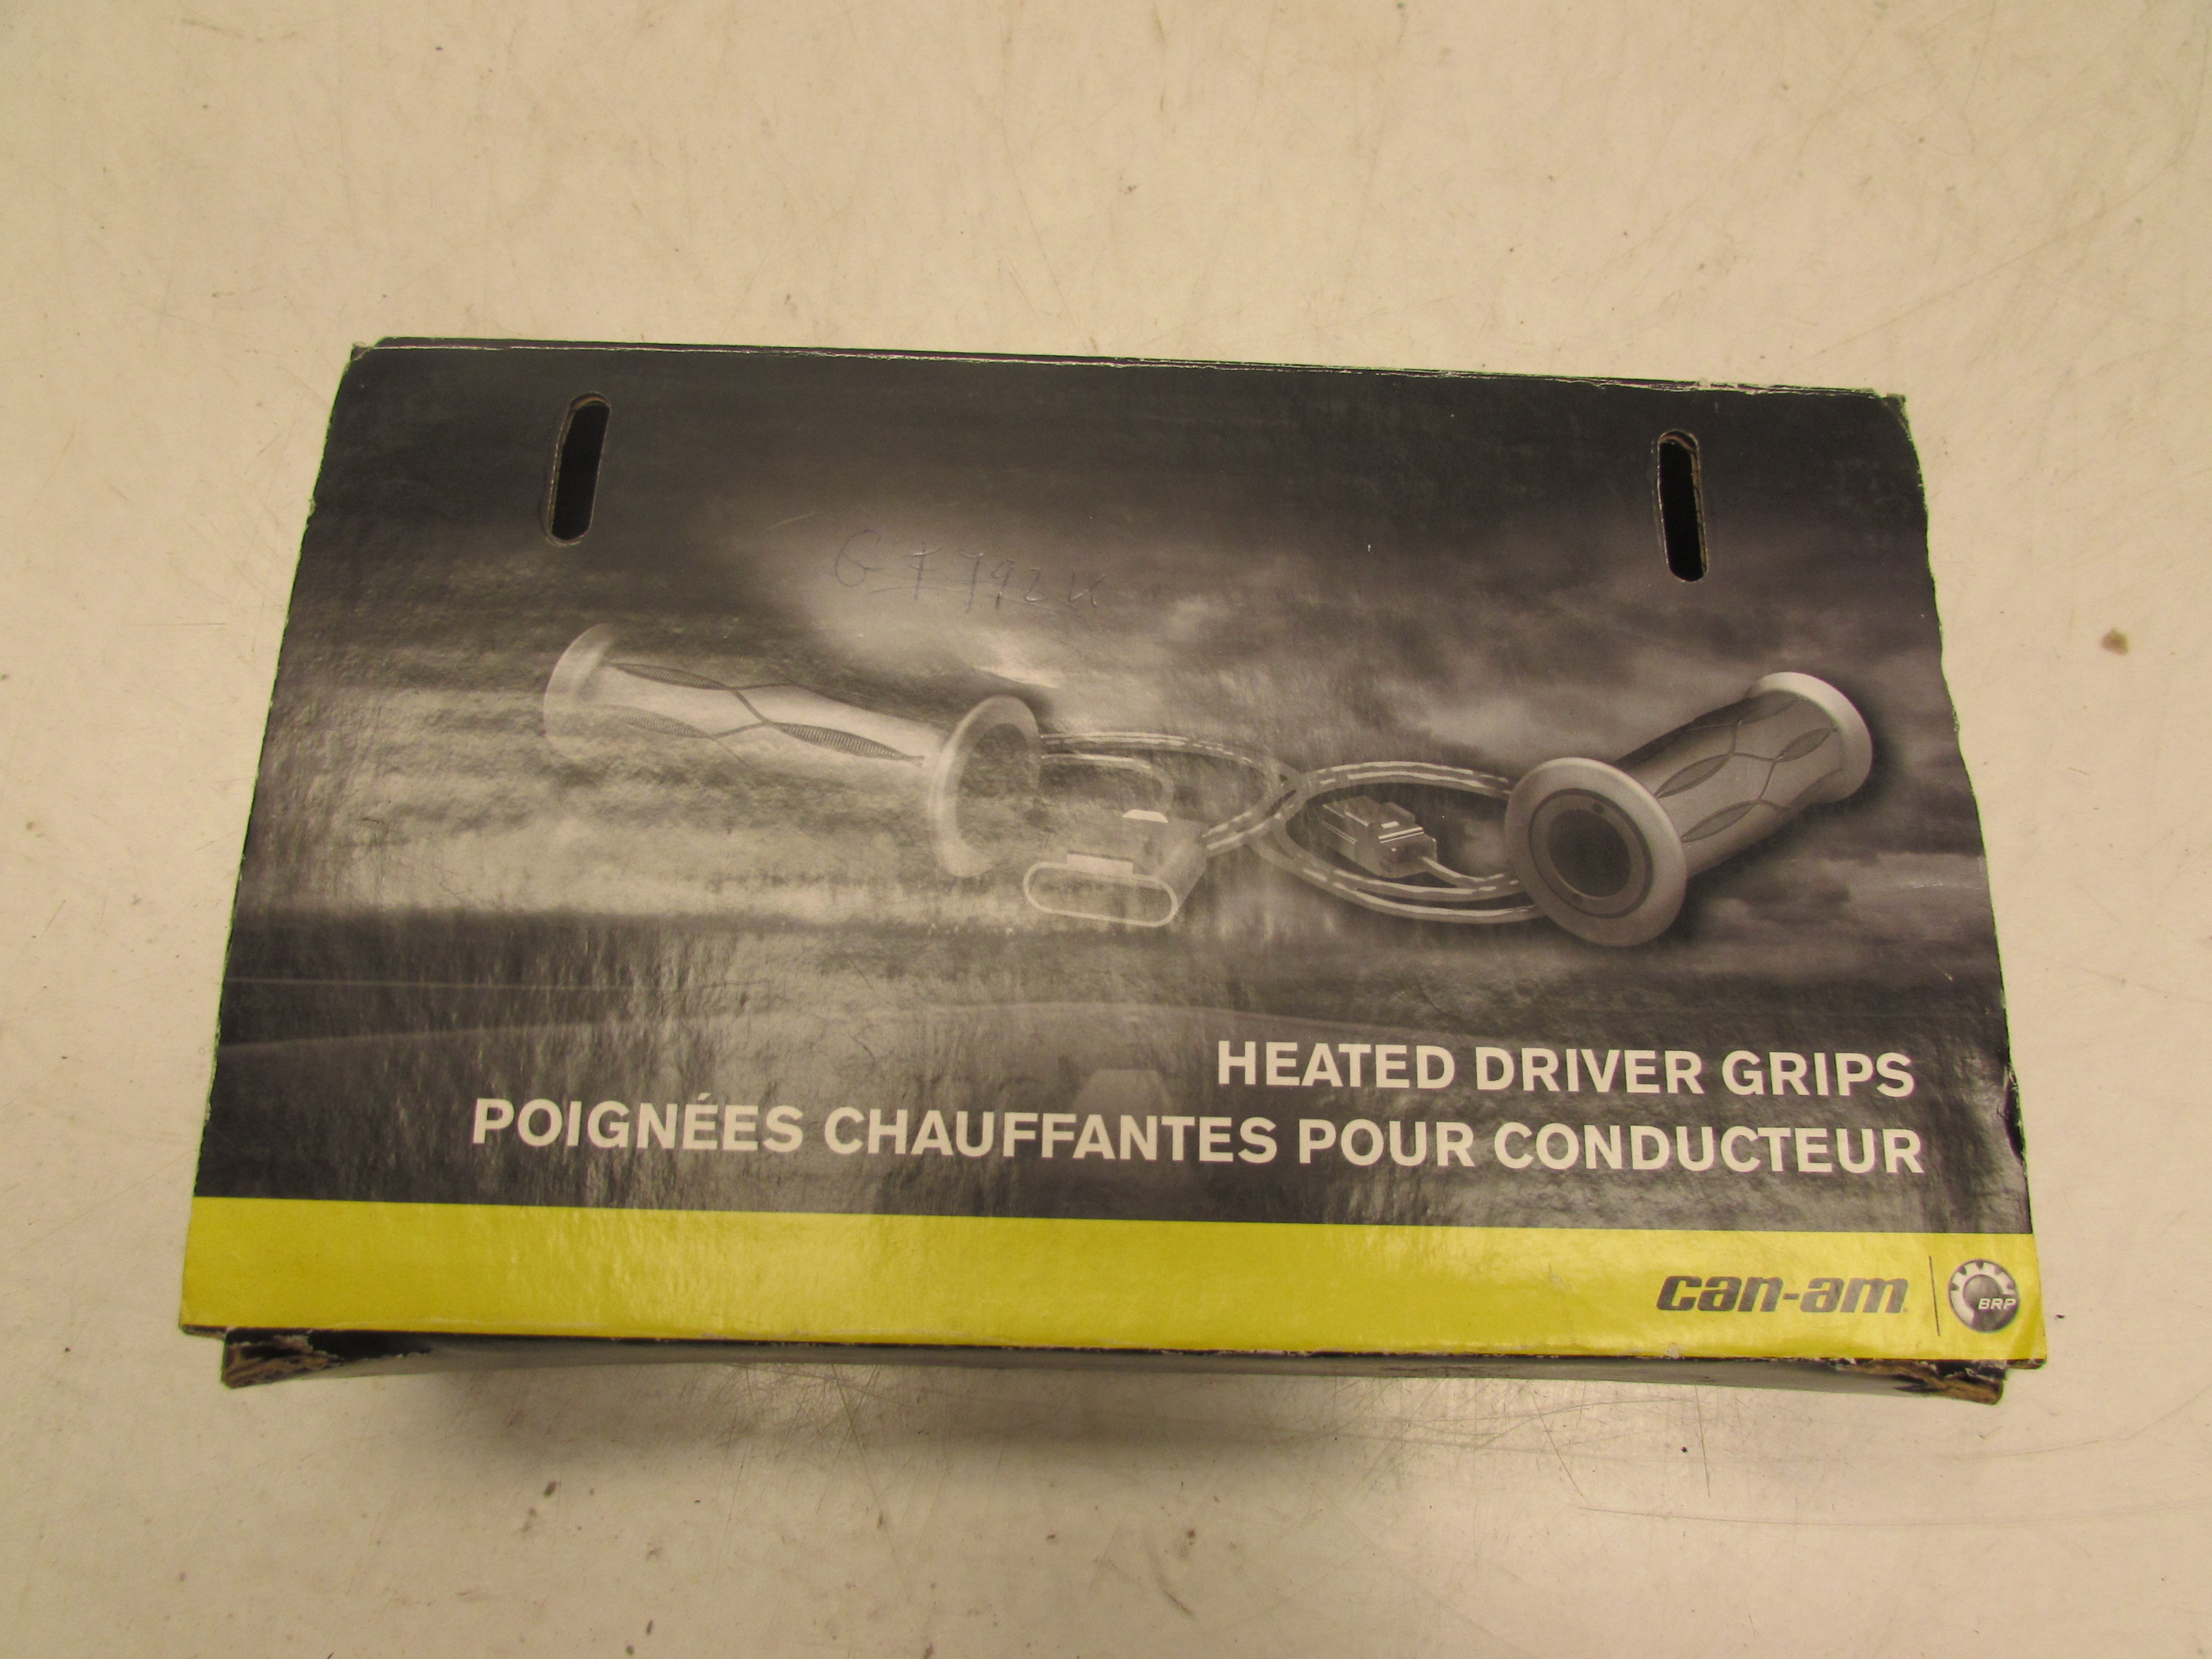 HEATED DRIVER GRIPS
POIGNÉES CHAUFFANTES POUR CONDUCTEUR
can-am
BRP